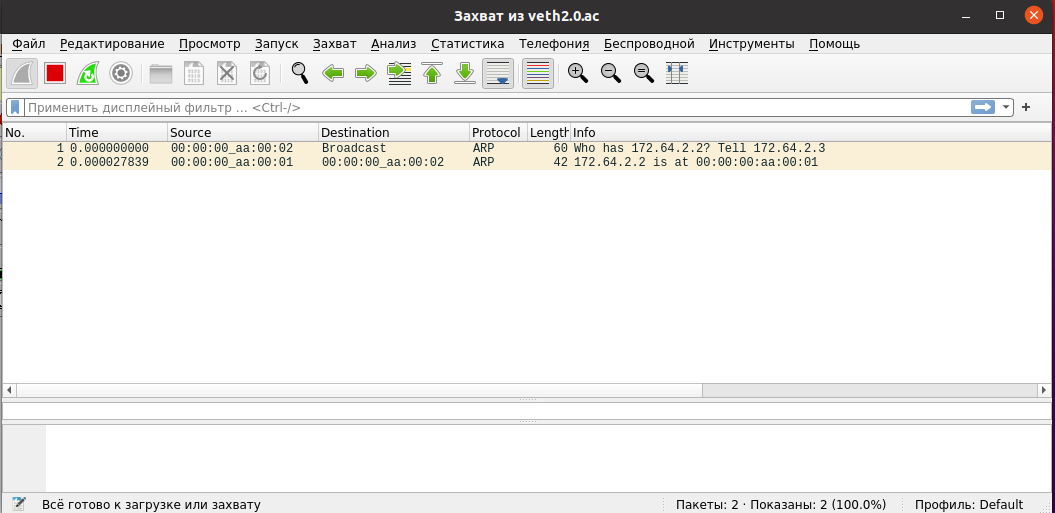 Захват из veth2.0.ac
Файл Редактирование Просмотр Запуск Захват Анализ Статистика Телефония Беспроводной Инструменты Помощь
Применить дисплейный фильтр ... <Ctrl-/>
No. Time Source Destination Protocol Length Info
1 0.000000000 00:00:00_aa:00:02 Broadcast ARP 60 Who has 172.64.2.2? Tell 172.64.2.3
2 0.000027839 00:00:00_aa:00:01 00:00:00_aa:00:02 ARP 42 172.64.2.2 is at 00:00:00:aa:00:01
Всё готово к загрузке или захвату Пакеты: 2 · Показаны: 2 (100.0%) Профиль: Default